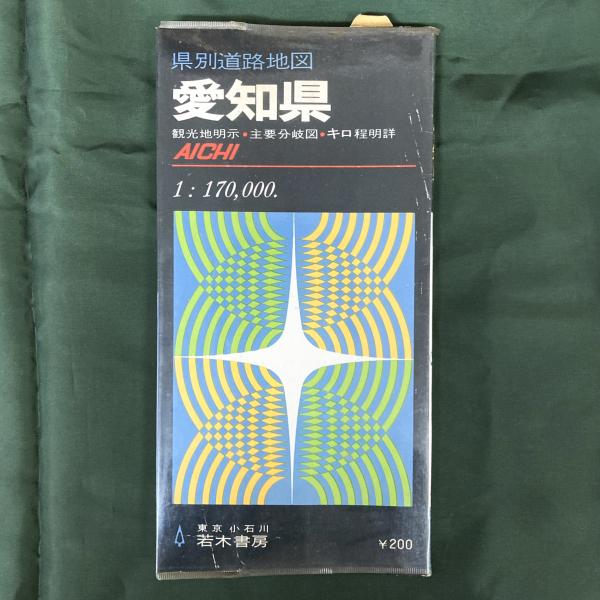 県別道路地図
愛知県
観光地明示・主要分岐図・キロ程明詳
AICHI
1:170,000.
東京 小石川
若木書房
¥200